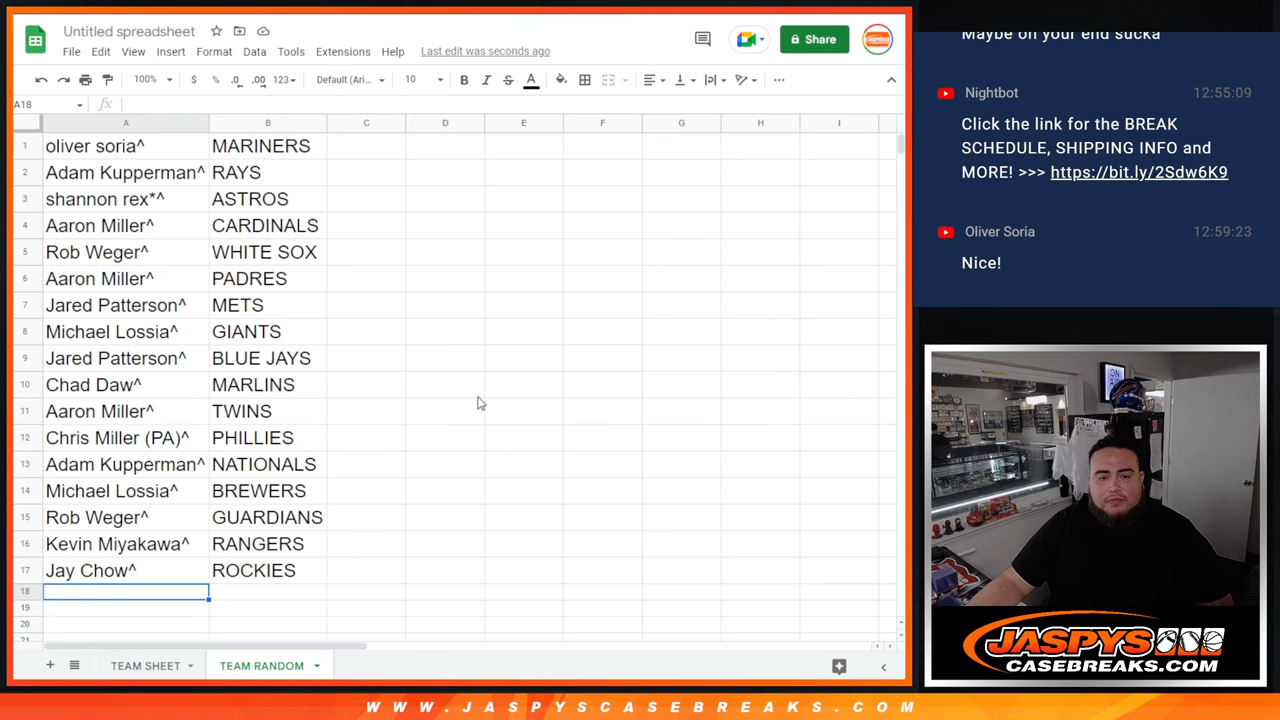 Untitled spreadsheet
File Edit View Insert Format Data Tools Extensions Help Last edit was seconds ago
Share
100% $ % .0 .00 123 Default (Ari... 10 B I S A
A18 fx
A B C D E F G H I
1 oliver soria^ MARINERS
2 Adam Kupperman^ RAYS
3 shannon rex*^ ASTROS
4 Aaron Miller^ CARDINALS
5 Rob Weger^ WHITE SOX
6 Aaron Miller^ PADRES
7 Jared Patterson^ METS
8 Michael Lossia^ GIANTS
9 Jared Patterson^ BLUE JAYS
10 Chad Daw^ MARLINS
11 Aaron Miller^ TWINS
12 Chris Miller (PA)^ PHILLIES
13 Adam Kupperman^ NATIONALS
14 Michael Lossia^ BREWERS
15 Rob Weger^ GUARDIANS
16 Kevin Miyakawa^ RANGERS
17 Jay Chow^ ROCKIES
18
19
20
21
TEAM SHEET TEAM RANDOM
Maybe on your end sucka
Nightbot 12:55:09
Click the link for the BREAK
SCHEDULE, SHIPPING INFO and
MORE! >>> https://bit.ly/2Sdw6K9
Oliver Soria 12:59:23
Nice!
ON
JASPYS
CASEBREAKS.COM
WWW.JASPYSCASEBREAKS.COM